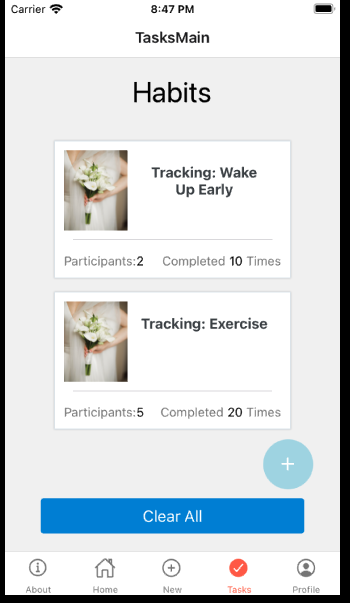 Carrier 8:47 PM
TasksMain
Habits
Tracking: Wake
Up Early
Participants:2 Completed 10 Times
Tracking: Exercise
Participants:5 Completed 20 Times
+
Clear All
About Home New Tasks Profile